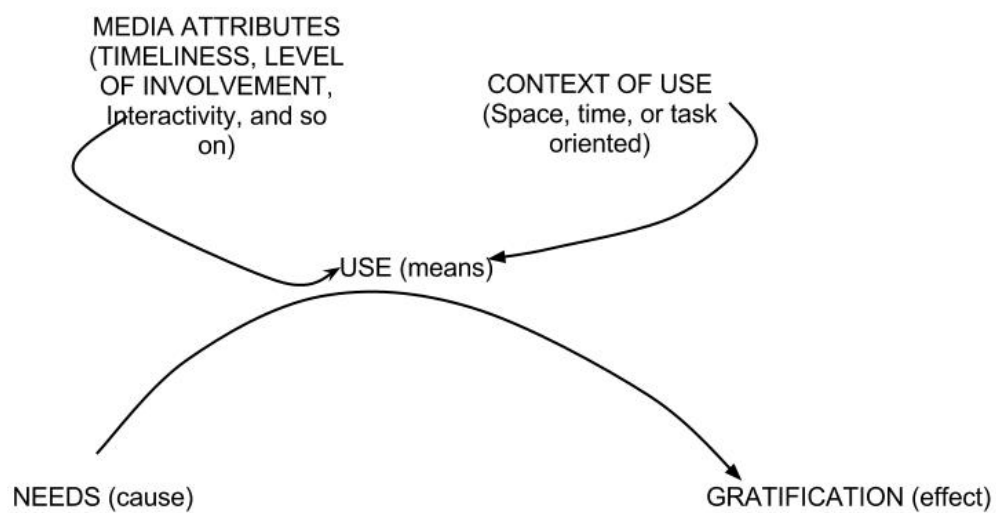 MEDIA ATTRIBUTES
(TIMELINESS, LEVEL
OF INVOLVEMENT,
Interactivity, and so
on)
CONTEXT OF USE
(Space, time, or task
oriented)
USE (means)
NEEDS (cause)
GRATIFICATION (effect)